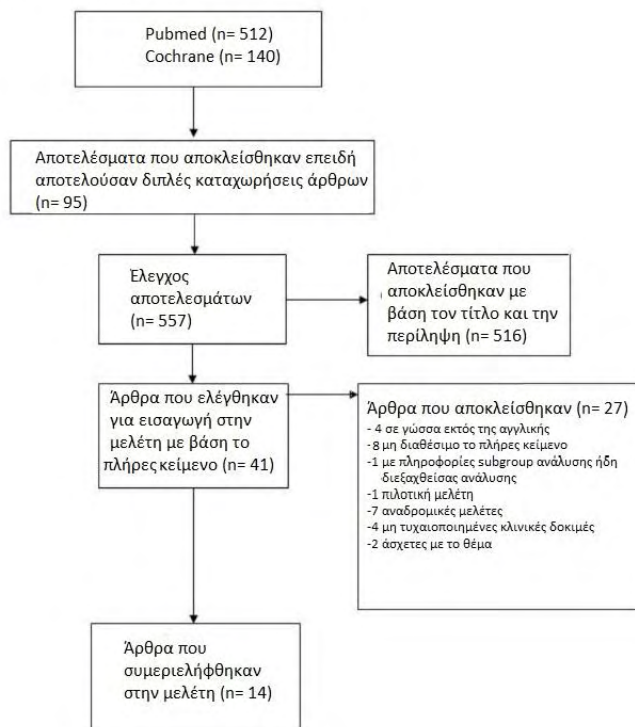 Pubmed (n= 512)
Cochrane (n= 140)
Αποτελέσματα που αποκλείσθηκαν επειδή
αποτελούσαν διπλές καταχωρήσεις άρθρων
(n= 95)
Έλεγχος
αποτελεσμάτων
(n= 557)
Αποτελέσματα που
αποκλείσθηκαν με
βάση τον τίτλο και την
περίληψη (n= 516)
Άρθρα που ελέγθηκαν
για εισαγωγή στην
μελέτη με βάση το
πλήρες κείμενο (n= 41)
Άρθρα που αποκλείσθηκαν (n= 27)
- 4 σε γώσσα εκτός της αγγλικής
-8 μη διαθέσιμο το πλήρες κείμενο
-1 με πληροφορίες subgroup ανάλυσης ήδη
διεξαχθείσας ανάλυσης
-1 πιλοτική μελέτη
-7 αναδρομικές μελέτες
-4 μη τυχαιοποιημένες κλινικές δοκιμές
-2 άσχετες με το θέμα
Άρθρα που
συμεριελήφθηκαν
στην μελέτη (n= 14)